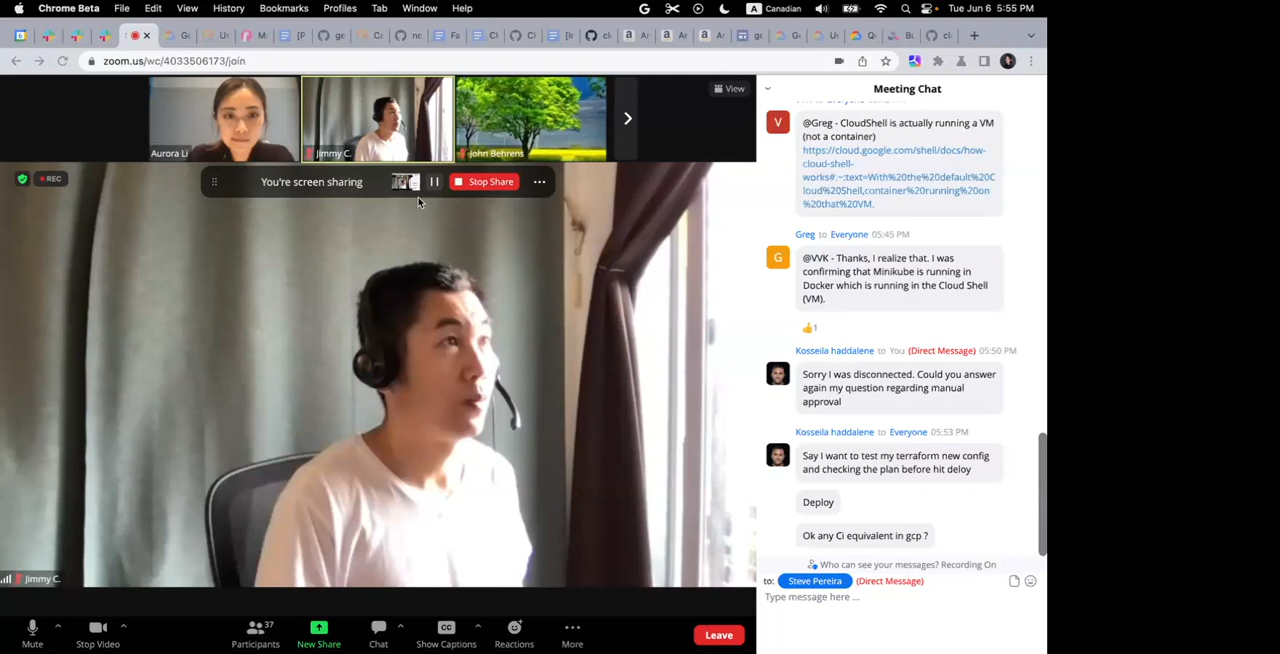 Chrome Beta File Edit View History Bookmarks Profiles Tab Window Help
Canadian
Tue Jun 6 5:55 PM
zoom.us/wc/4033506173/join
Aurora Li
Jimmy C.
John Behrens
View
REC
You're screen sharing
Stop Share
Jimmy C.
Mute
Stop Video
37
Participants
New Share
Chat
CC
Show Captions
Reactions
More
Leave
Meeting Chat
V
@Greg - CloudShell is actually running a VM
(not a container)
https://cloud.google.com/shell/docs/how-
cloud-shell-
works#:~:text=With%20the%20default%20C
loud%20Shell,container%20running%20on
%20that%20VM.
Greg to Everyone 05:45 PM
G
@VVK - Thanks, I realize that. I was
confirming that Minikube is running in
Docker which is running in the Cloud Shell
(VM).
1
Kosseila haddalene to You (Direct Message) 05:50 PM
Sorry I was disconnected. Could you answer
again my question regarding manual
approval
Kosseila haddalene to Everyone 05:53 PM
Say I want to test my terraform new config
and checking the plan before hit deloy
Deploy
Ok any Ci equivalent in gcp ?
Who can see your messages? Recording On
to: Steve Pereira (Direct Message)
Type message here ...